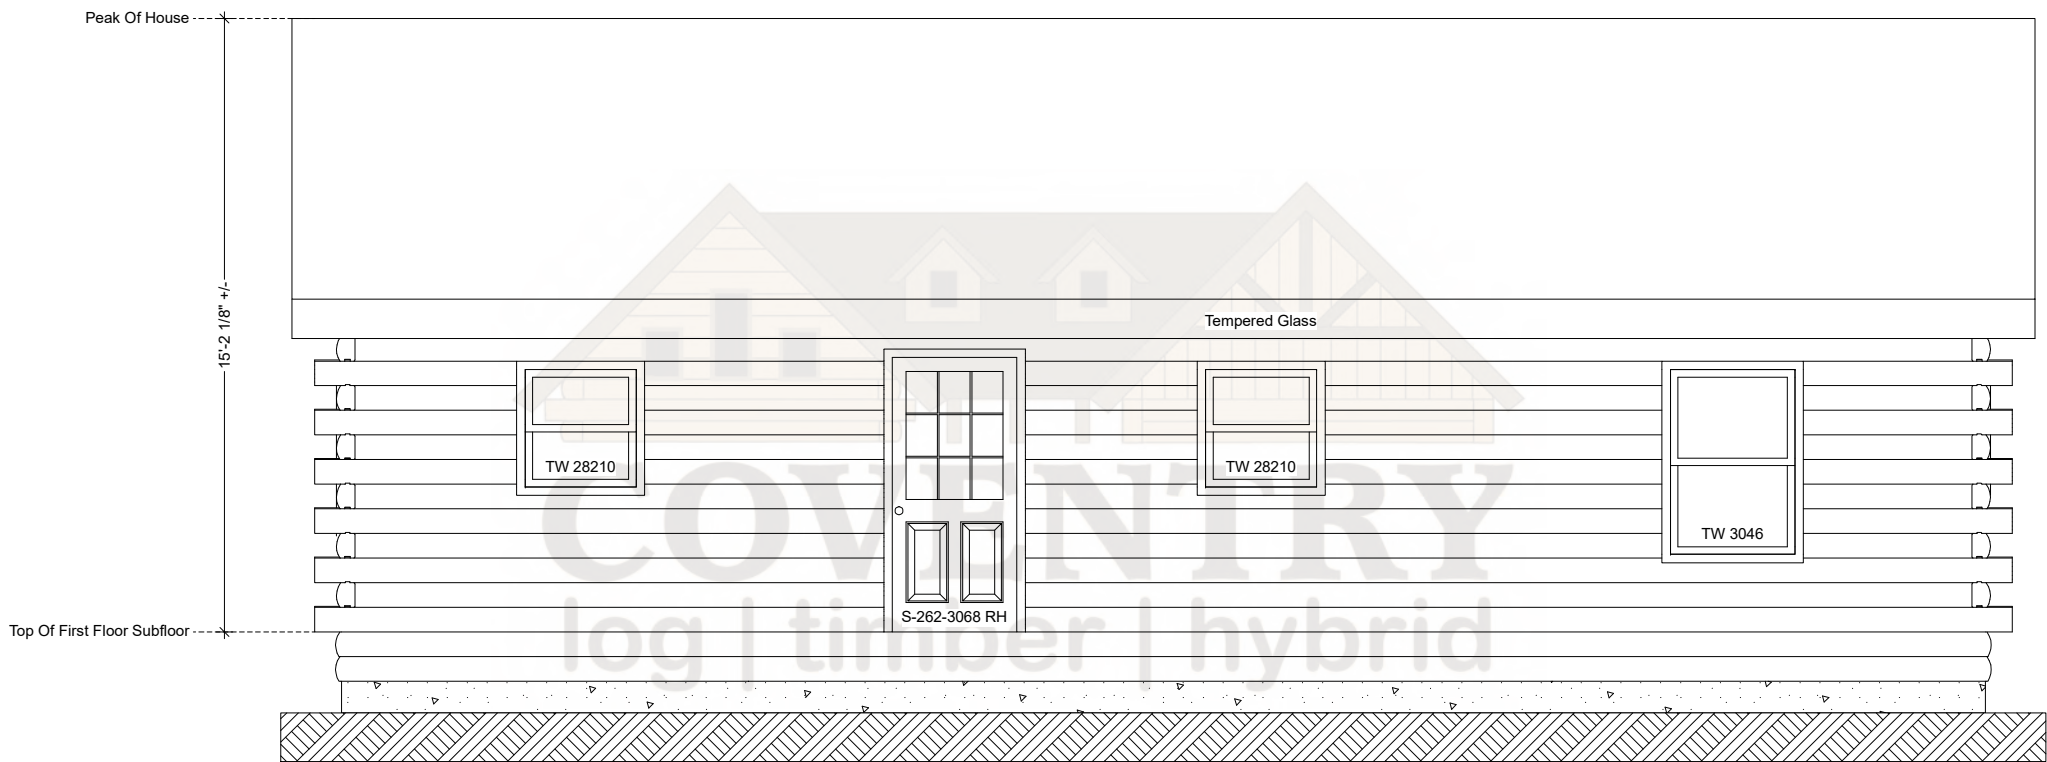 Peak Of House
15'-2 1/8" +/-
Tempered Glass
TW 28210
TW 28210
TW 3046
S-262-3068 RH
Top Of First Floor Subfloor
COVENTRY
log | timber | hybrid